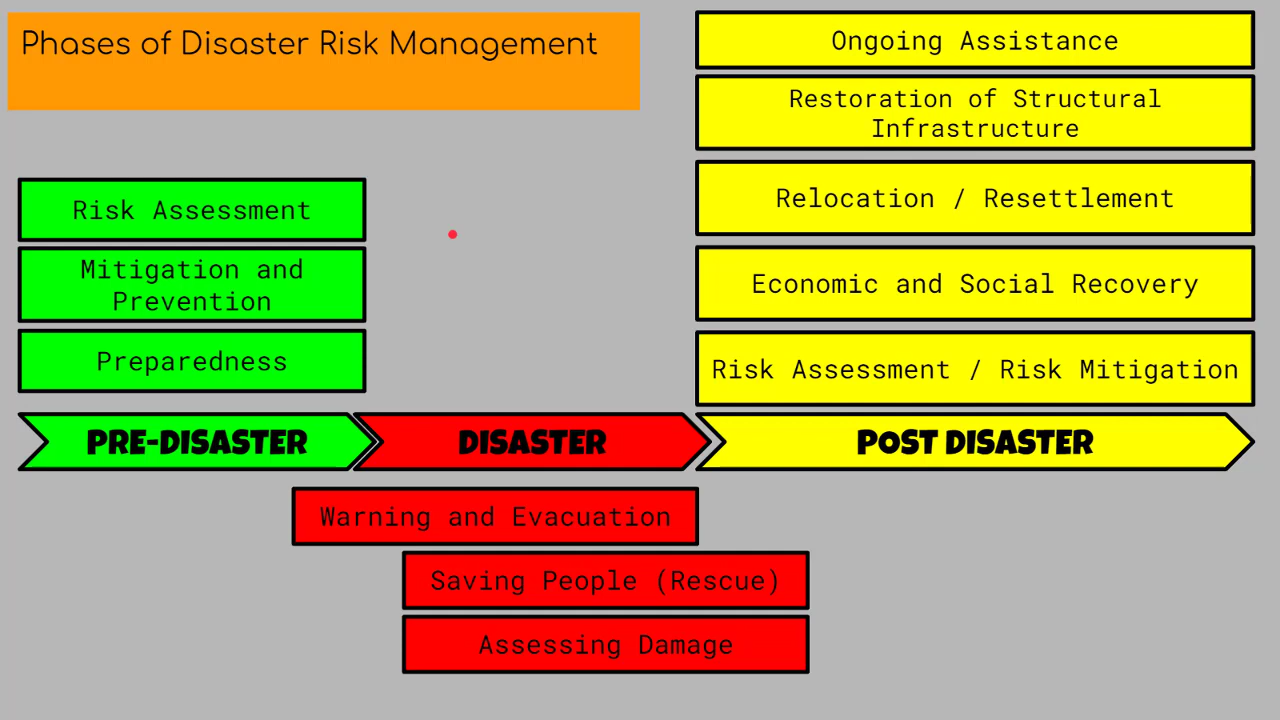 Phases of Disaster Risk Management
Ongoing Assistance
Restoration of Structural
Infrastructure
Relocation / Resettlement
Economic and Social Recovery
Risk Assessment / Risk Mitigation
Risk Assessment
Mitigation and
Prevention
Preparedness
PRE-DISASTER
DISASTER
POST DISASTER
Warning and Evacuation
Saving People (Rescue)
Assessing Damage